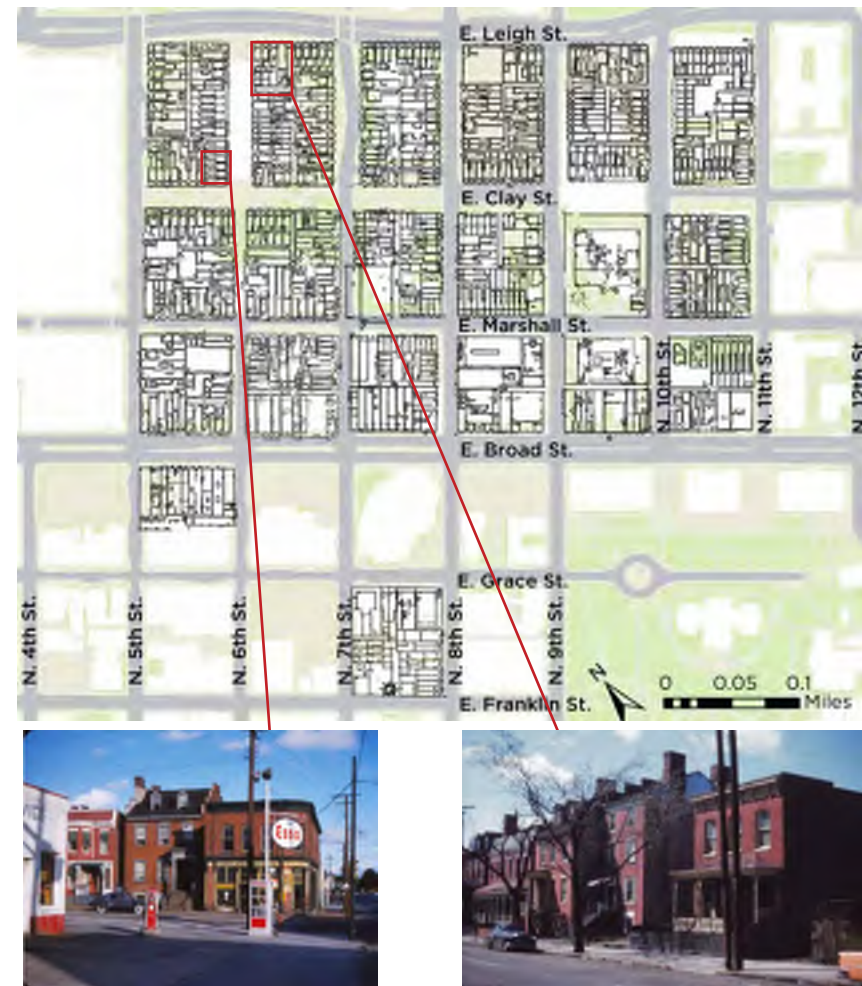 E. Leigh St.
E. Clay St.
E. Marshall St.
N. 10th St.
N. 11th St.
N. 12th St.
E. Broad St.
E. Grace St.
N. 4th St.
N. 5th St.
N. 6th St.
N. 7th St.
N. 8th St.
N. 9th St.
N
0 0.05 0.1
Miles
E. Franklin St.
Esso